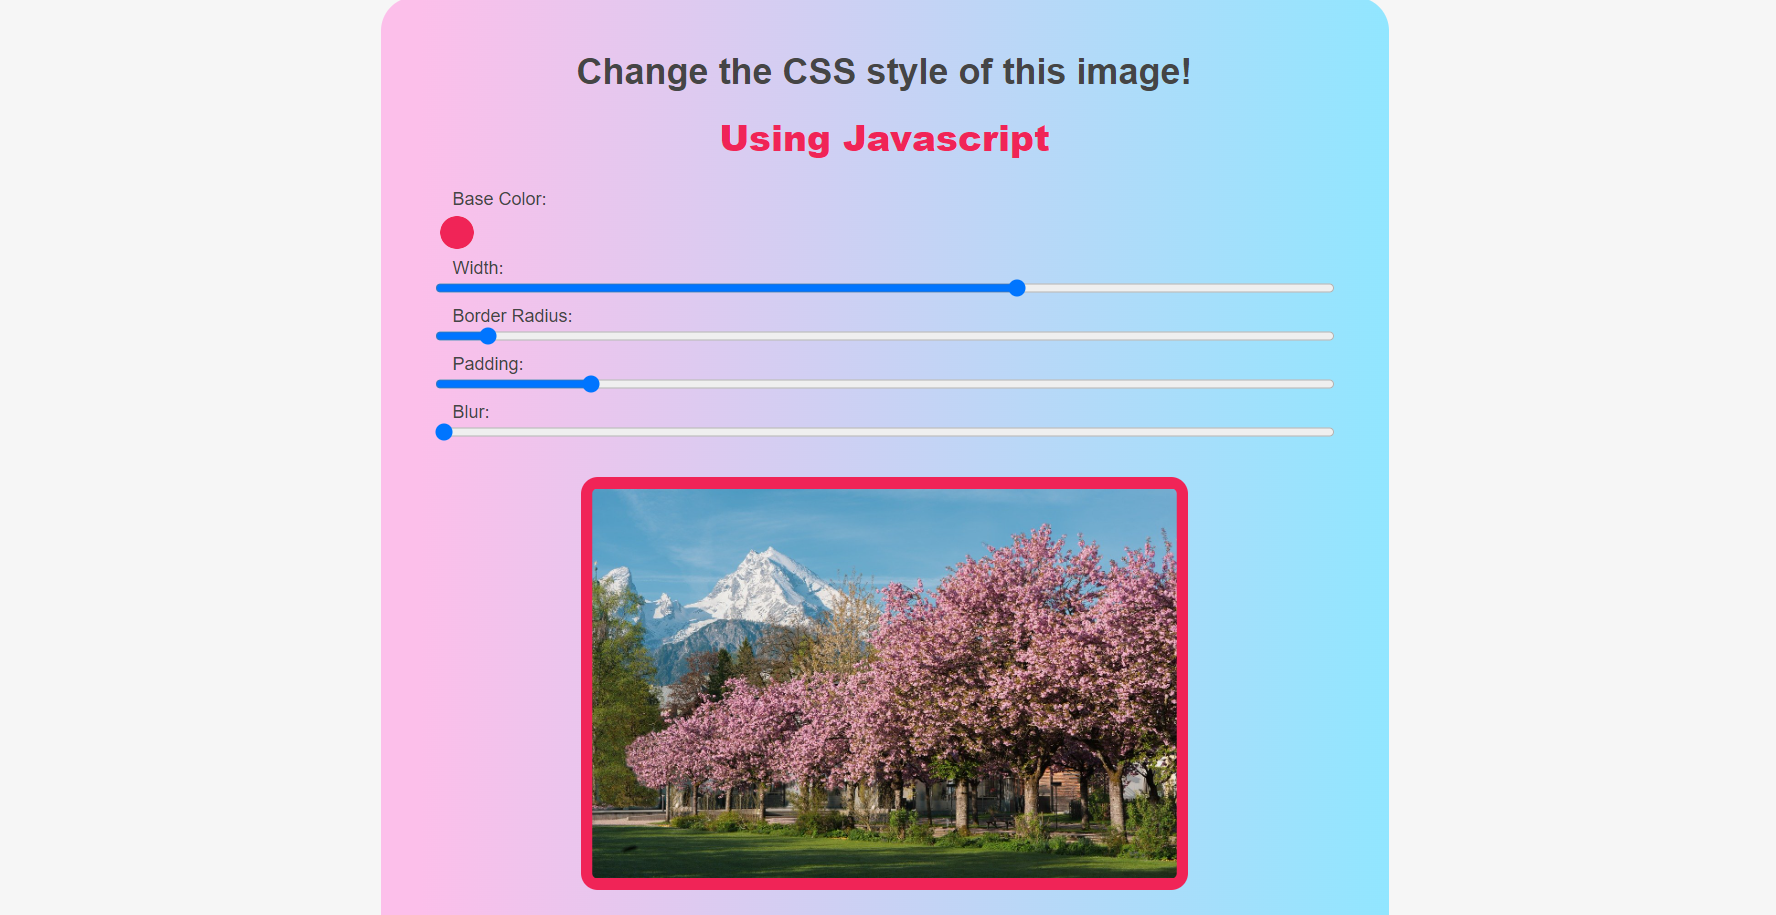 Change the CSS style of this image!
Using Javascript
Base Color:
Width:
Border Radius:
Padding:
Blur: